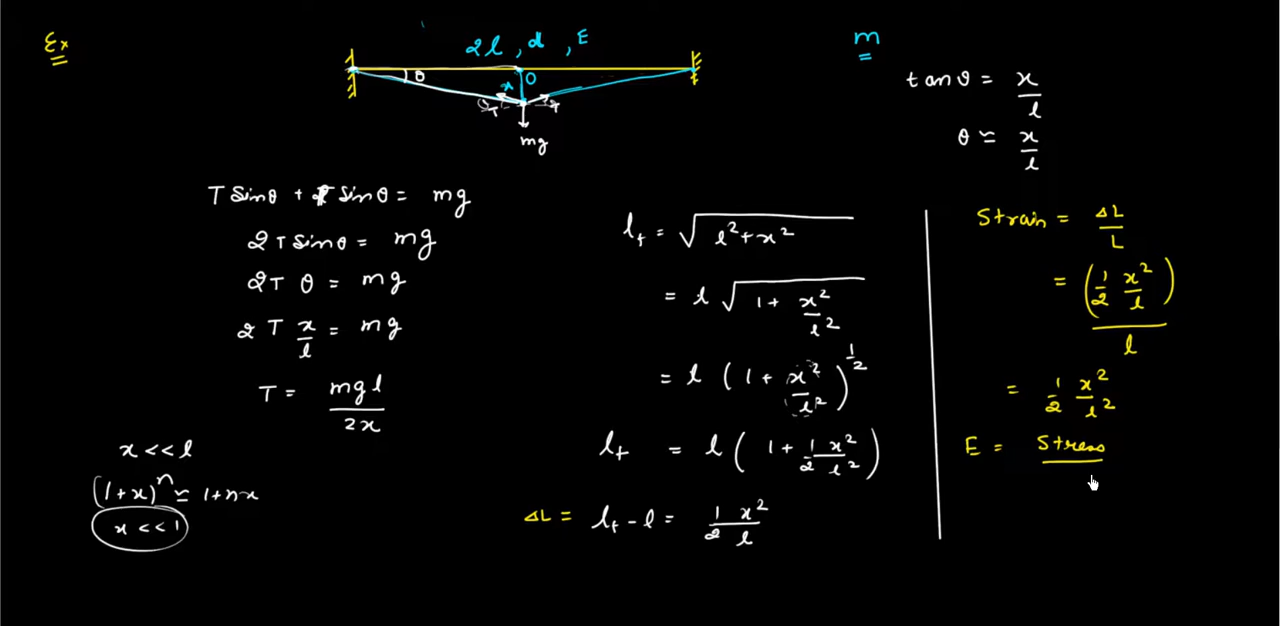 Ex
2l , d , E
m
θ
x
O
T
T
mg
tanθ = x/l
θ ≃ x/l
T sinθ + T sinθ = mg
2T sinθ = mg
2T θ = mg
2 T x/l = mg
T = mgl/2x
x << l
(1+x)^n ≃ 1+nx
x << 1
l_f = √(l²+x²)
= l √(1 + x²/l²)
= l (1 + x²/l²)^(1/2)
l_f = l (1 + 1/2 x²/l²)
ΔL = l_f - l = 1/2 x²/l
Strain = ΔL/L
= (1/2 x²/l)/l
= 1/2 x²/l²
E = Stress